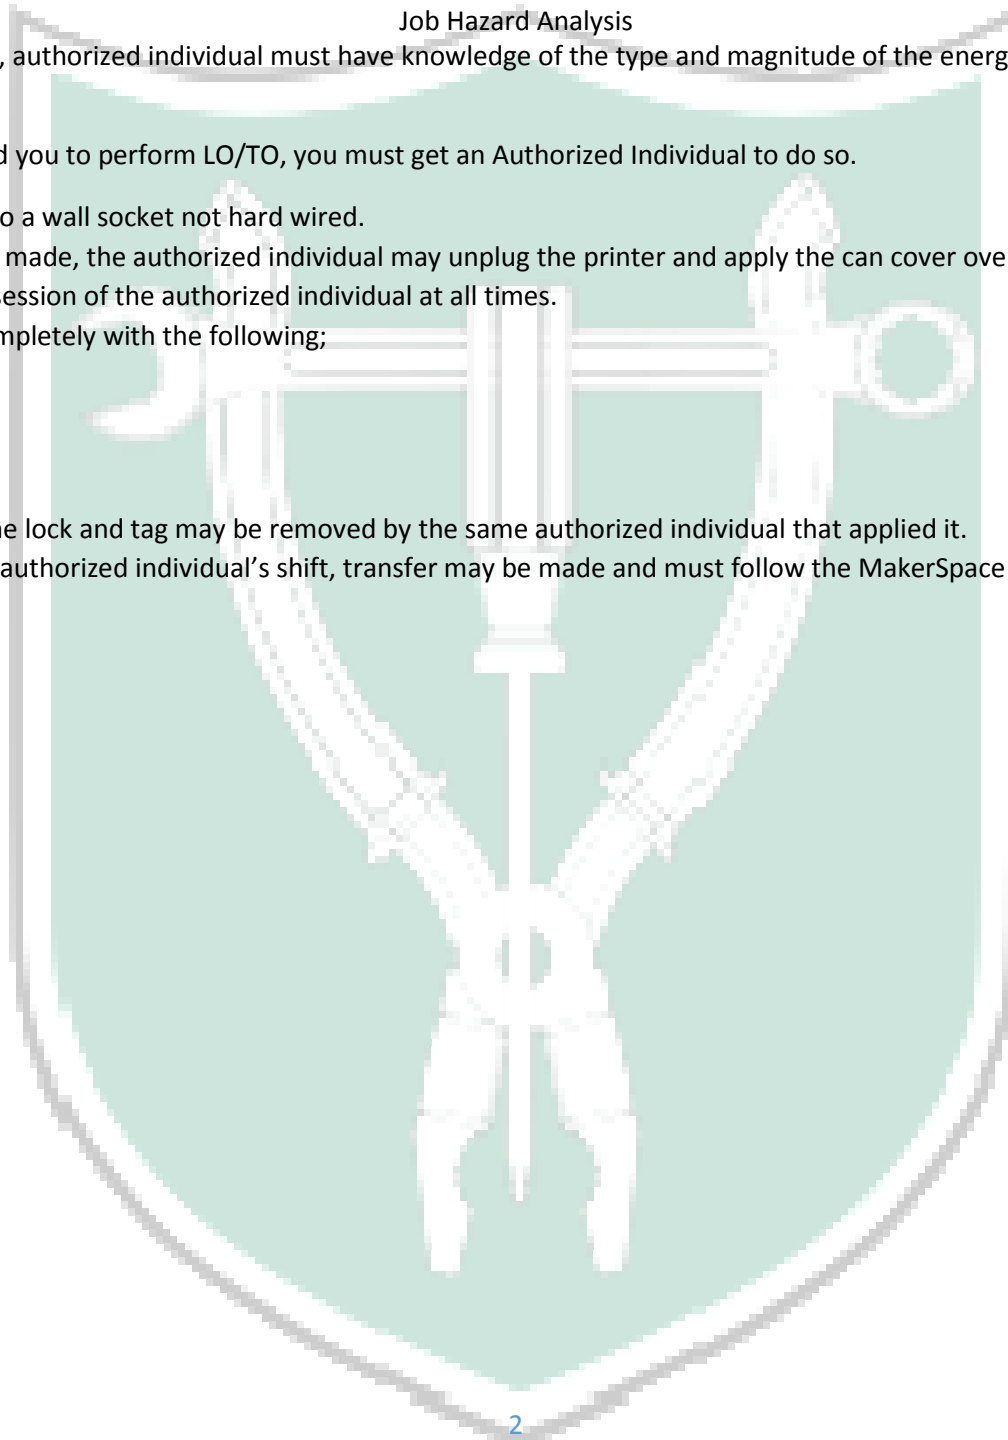 Job Hazard Analysis
, authorized individual must have knowledge of the type and magnitude of the energ
d you to perform LO/TO, you must get an Authorized Individual to do so.
o a wall socket not hard wired.
made, the authorized individual may unplug the printer and apply the can cover ove
session of the authorized individual at all times.
mpletely with the following;
ne lock and tag may be removed by the same authorized individual that applied it.
authorized individual’s shift, transfer may be made and must follow the MakerSpace
2